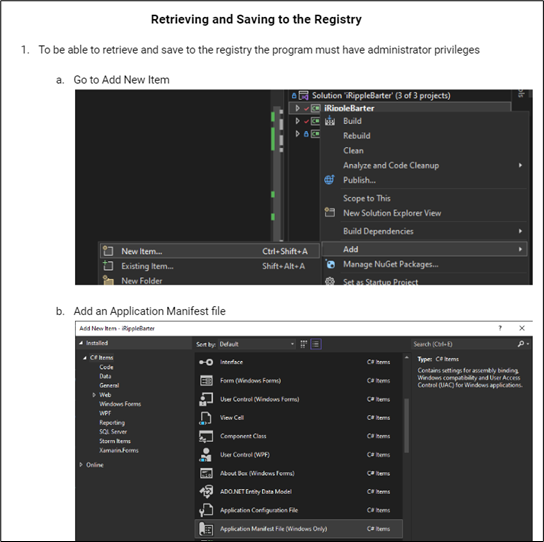 Retrieving and Saving to the Registry
1. To be able to retrieve and save to the registry the program must have administrator privileges
a. Go to Add New Item
Solution 'iRippleBarter' (3 of 3 projects)
iRippleBarter
Build
Rebuild
Clean
Analyze and Code Cleanup
Publish...
Scope to This
New Solution Explorer View
Build Dependencies
Add
Manage NuGet Packages...
Set as Startup Project
New Item... Ctrl+Shift+A
Existing Item... Shift+Alt+A
New Folder
b. Add an Application Manifest file
Add New Item - iRippleBarter ? ×
Installed
Sort by: Default
Search (Ctrl+E)
C# Items
Code
Data
General
Web
Windows Forms
WPF
Reporting
SQL Server
Storm Items
Xamarin.Forms
Online
Interface C# Items
Form (Windows Forms) C# Items
User Control (Windows Forms) C# Items
View Cell C# Items
Component Class C# Items
User Control (WPF) C# Items
About Box (Windows Forms) C# Items
ADO.NET Entity Data Model C# Items
Application Configuration File C# Items
Application Manifest File (Windows Only) C# Items
Type: C# Items
Contains settings for assembly binding,
Windows compatibility and User Access
Control (UAC) for Windows applications.